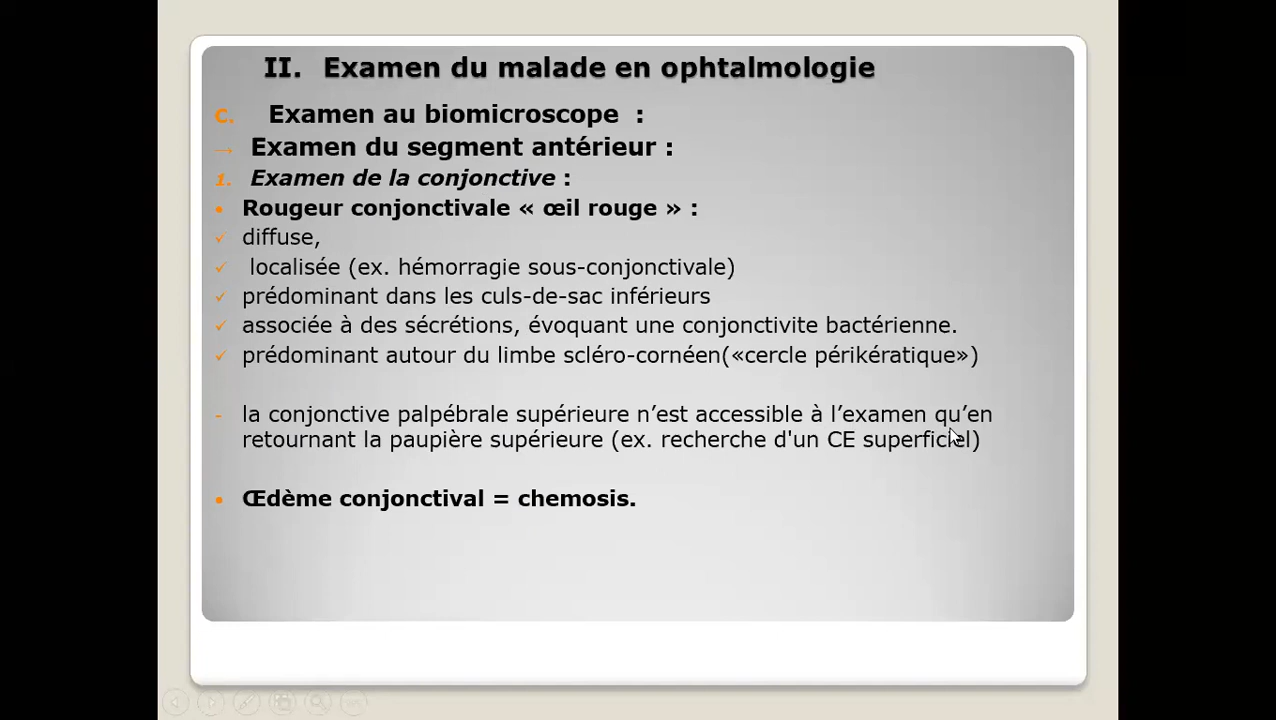 II. Examen du malade en ophtalmologie
C. Examen au biomicroscope :
→ Examen du segment antérieur :
1. Examen de la conjonctive :
• Rougeur conjonctivale « œil rouge » :
✓ diffuse,
✓ localisée (ex. hémorragie sous-conjonctivale)
✓ prédominant dans les culs-de-sac inférieurs
✓ associée à des sécrétions, évoquant une conjonctivite bactérienne.
✓ prédominant autour du limbe scléro-cornéen(«cercle périkératique»)
- la conjonctive palpébrale supérieure n’est accessible à l’examen qu’en
retournant la paupière supérieure (ex. recherche d'un CE superficiel)
• Œdème conjonctival = chemosis.